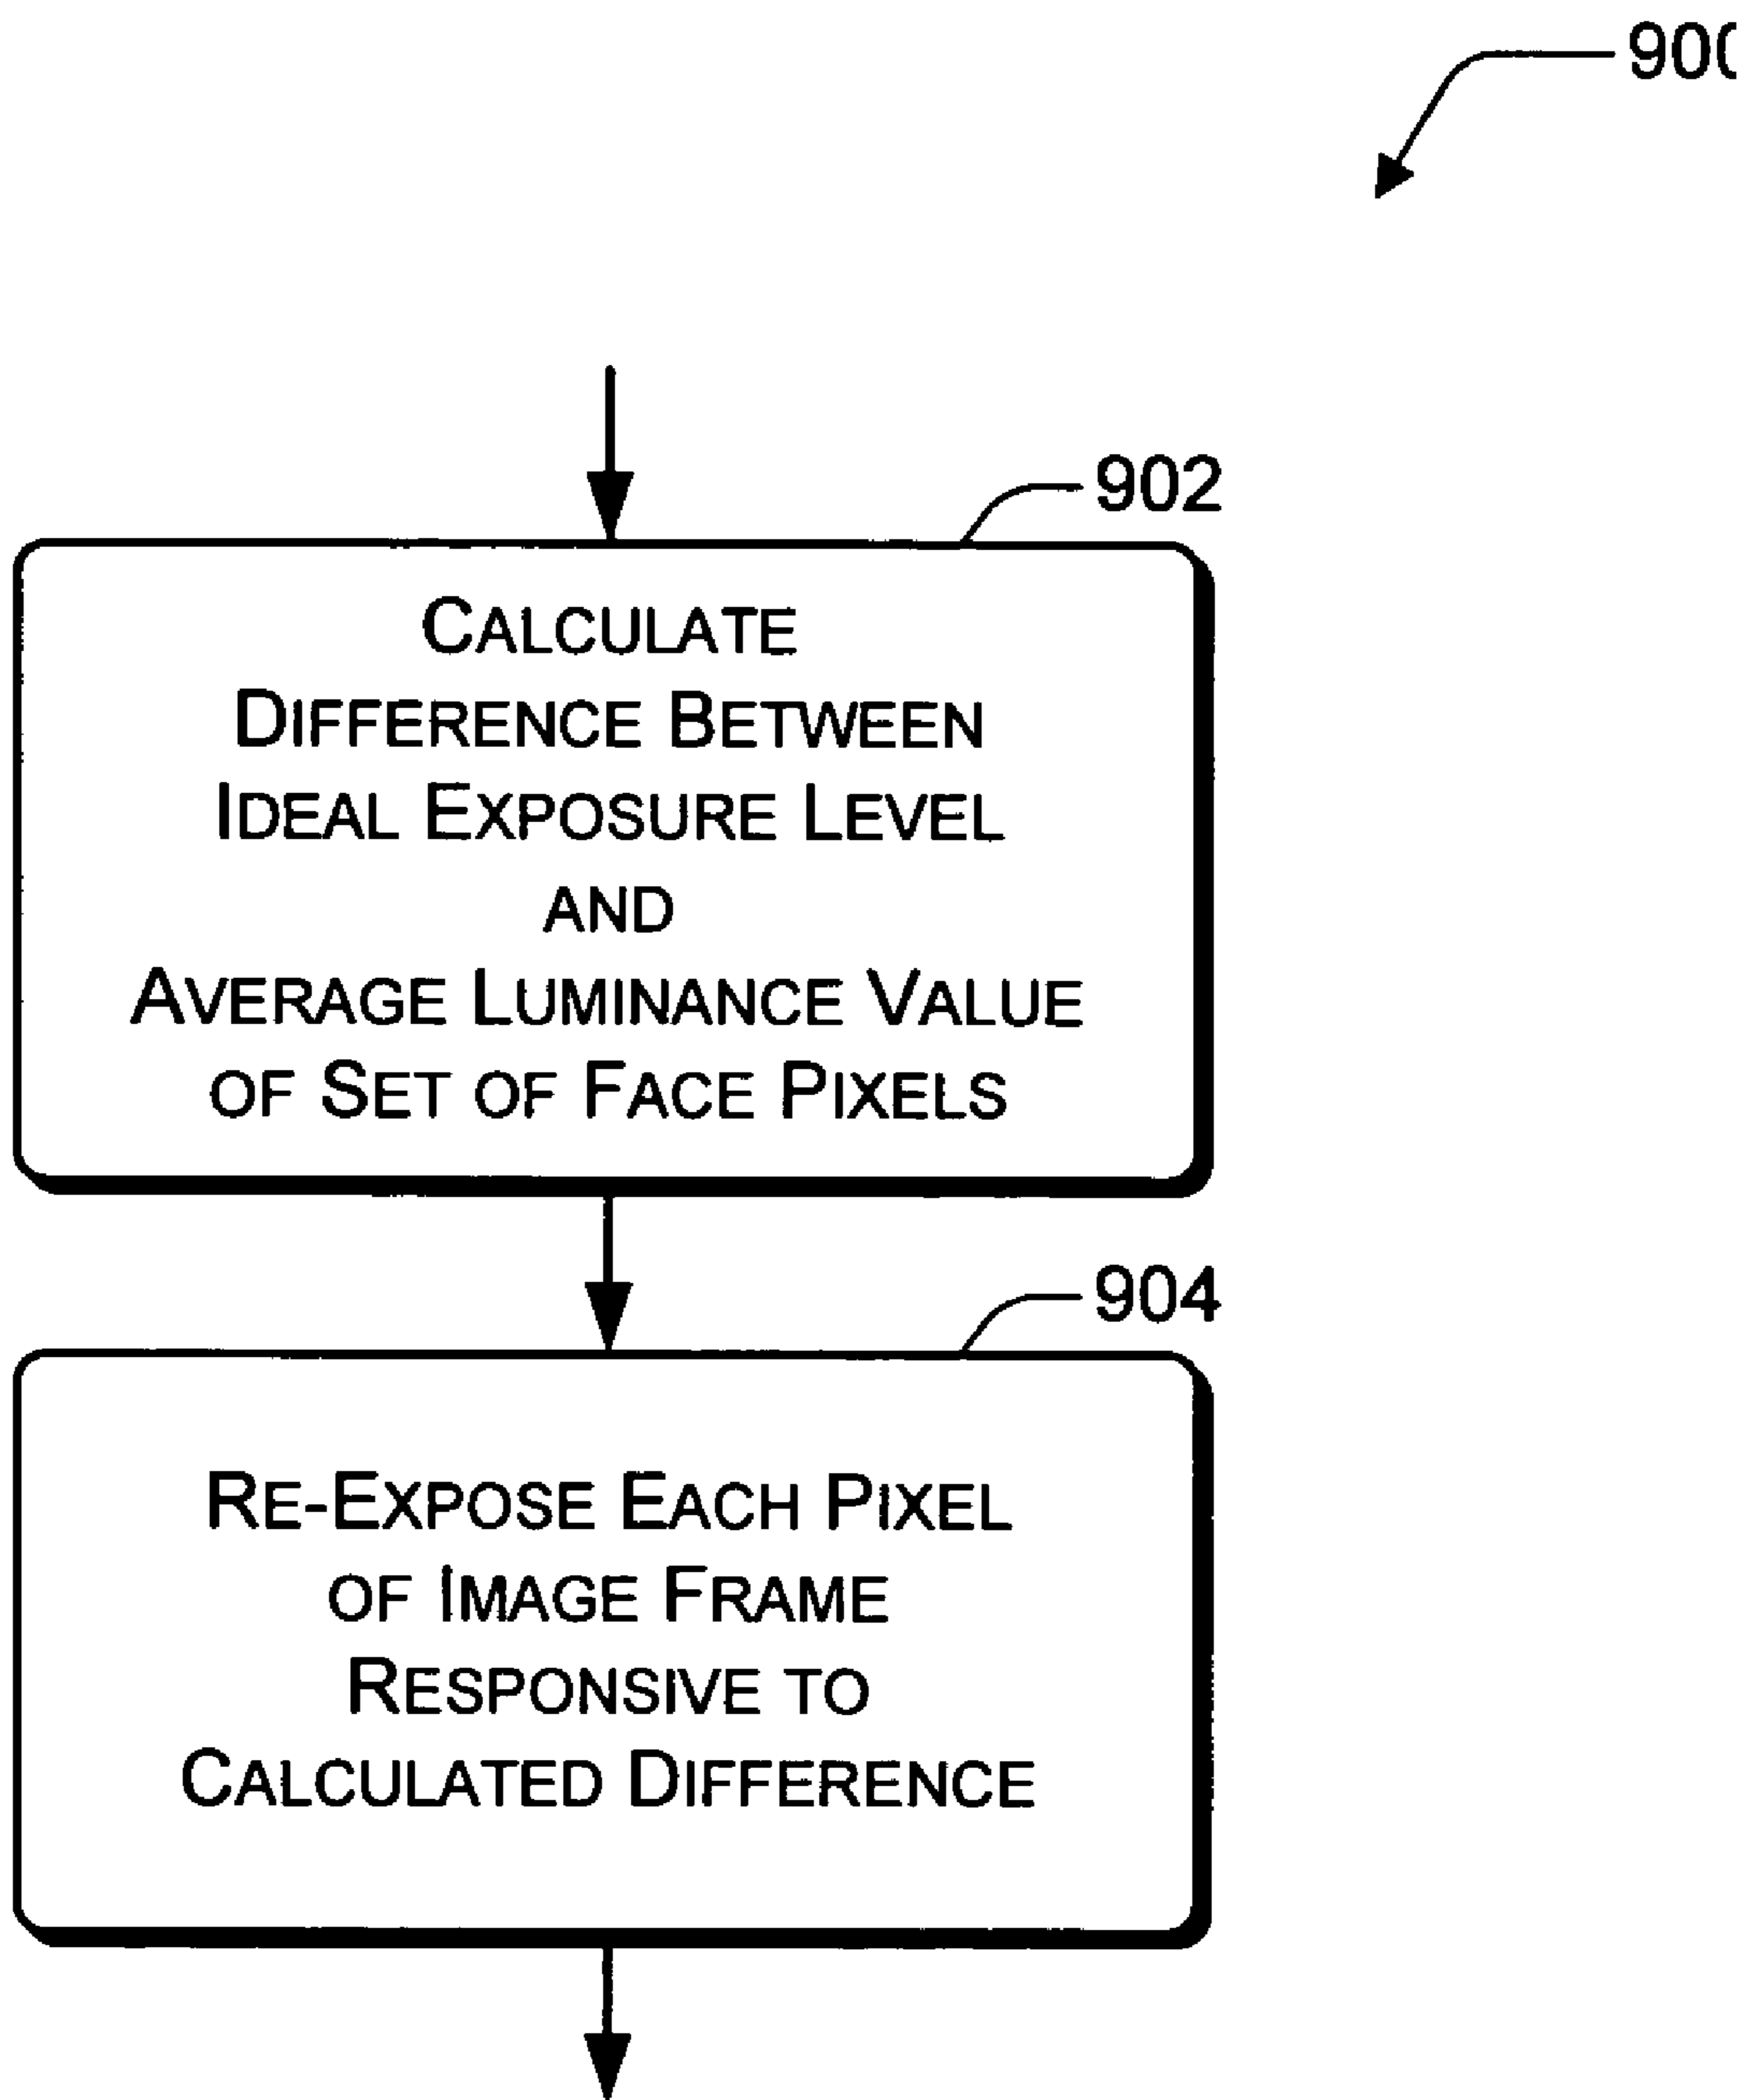 900
902
CALCULATE
DIFFERENCE BETWEEN
IDEAL EXPOSURE LEVEL
AND
AVERAGE LUMINANCE VALUE
OF SET OF FACE PIXELS
904
RE-EXPOSE EACH PIXEL
OF IMAGE FRAME
RESPONSIVE TO
CALCULATED DIFFERENCE